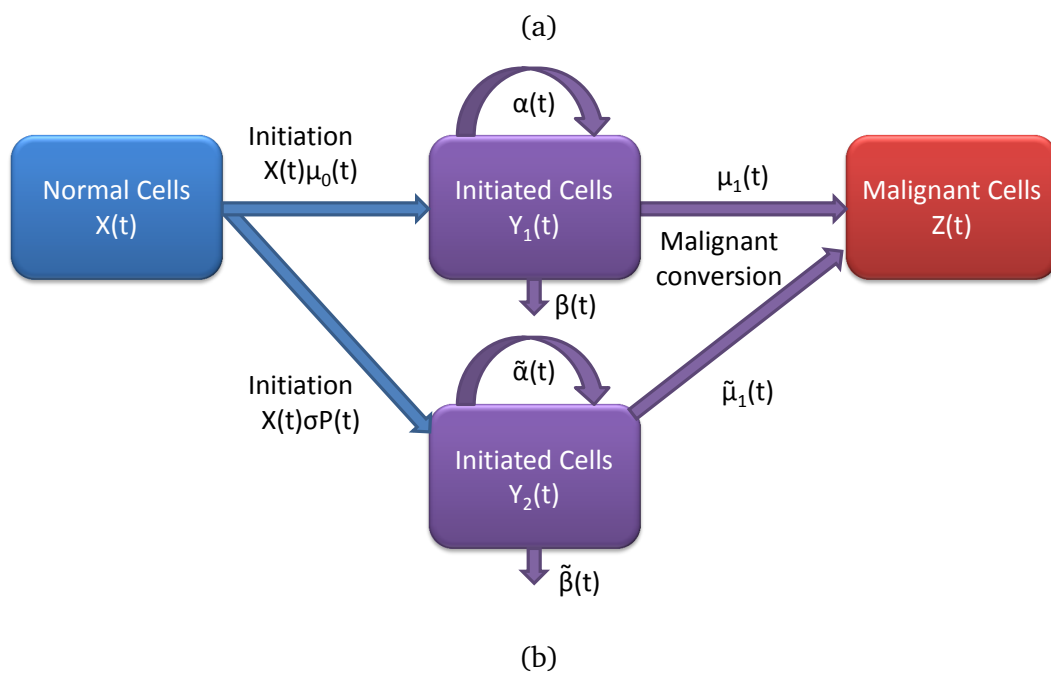 (a)
α(t)
Initiation
X(t)μ₀(t)
Normal Cells
X(t)
Initiated Cells
Y₁(t)
μ₁(t)
Malignant
conversion
Malignant Cells
Z(t)
β(t)
Initiation
X(t)σP(t)
α̃(t)
μ̃₁(t)
Initiated Cells
Y₂(t)
β̃(t)
(b)